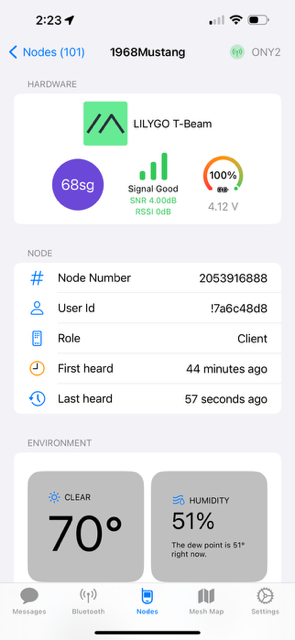 2:23
Nodes (101)
1968Mustang
ONY2
HARDWARE
LILYGO T-Beam
68sg
Signal Good
SNR 4.00dB
RSSI 0dB
100%
4.12 V
NODE
Node Number
2053916888
User Id
!7a6c48d8
Role
Client
First heard
44 minutes ago
Last heard
57 seconds ago
ENVIRONMENT
CLEAR
70°
HUMIDITY
51%
The dew point is 51°
right now.
Messages
Bluetooth
Nodes
Mesh Map
Settings